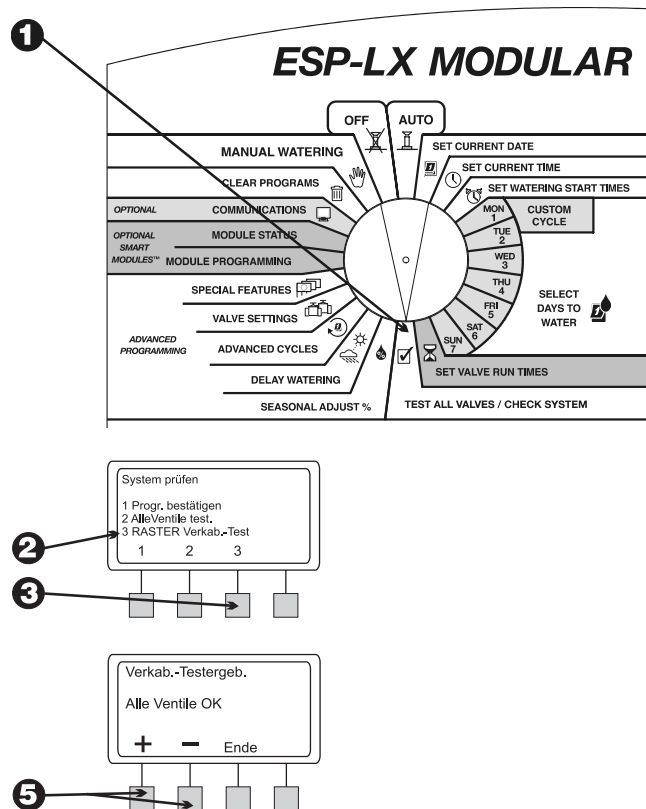 1
ESP-LX MODULAR
OFF
AUTO
MANUAL WATERING
SET CURRENT DATE
CLEAR PROGRAMS
SET CURRENT TIME
SET WATERING START TIMES
OPTIONAL
COMMUNICATIONS
MON
1
CUSTOM
CYCLE
OPTIONAL
SMART
MODULES™
MODULE STATUS
TUE
2
MODULE PROGRAMMING
WED
3
THU
4
SPECIAL FEATURES
SELECT
DAYS TO
WATER
FRI
5
VALVE SETTINGS
SAT
6
ADVANCED
PROGRAMMING
ADVANCED CYCLES
SUN
7
DELAY WATERING
SET VALVE RUN TIMES
SEASONAL ADJUST %
TEST ALL VALVES / CHECK SYSTEM
System prüfen
1 Progr. bestätigen
2 AlleVentile test.
2
3 RASTER Verkab.-Test
1 2 3
3
Verkab.-Testergeb.
Alle Ventile OK
+ − Ende
5